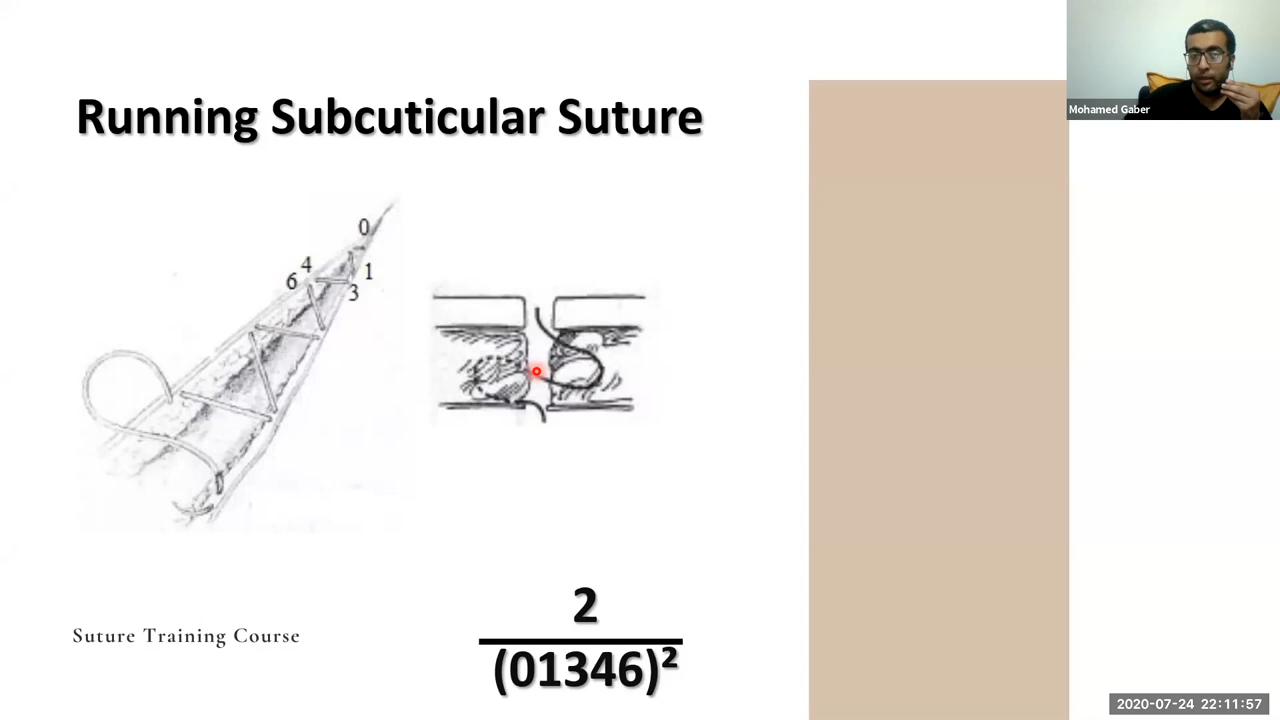 Mohamed Gaber
Running Subcuticular Suture
0
4
6
1
3
2
(01346)²
Suture Training Course
2020-07-24 22:11:57